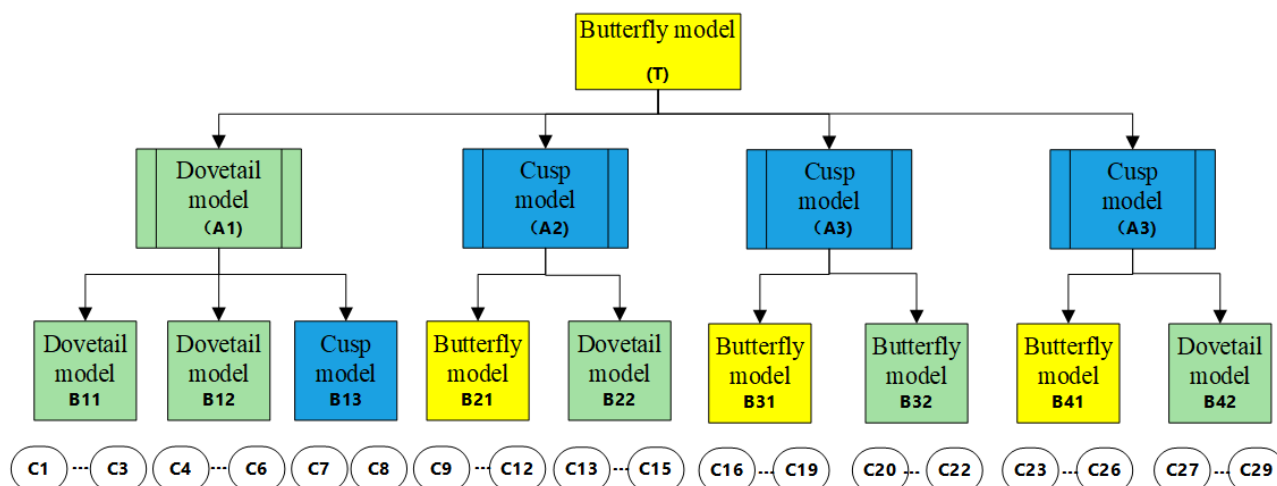 Butterfly model
(T)
Dovetail
model
(A1)
Cusp
model
(A2)
Cusp
model
(A3)
Cusp
model
(A3)
Dovetail
model
B11
Dovetail
model
B12
Cusp
model
B13
Butterfly
model
B21
Dovetail
model
B22
Butterfly
model
B31
Butterfly
model
B32
Butterfly
model
B41
Dovetail
model
B42
C1 --- C3 C4 --- C6 C7 C8 C9 --- C12 C13 --- C15 C16 --- C19 C20 --- C22 C23 --- C26 C27 --- C29